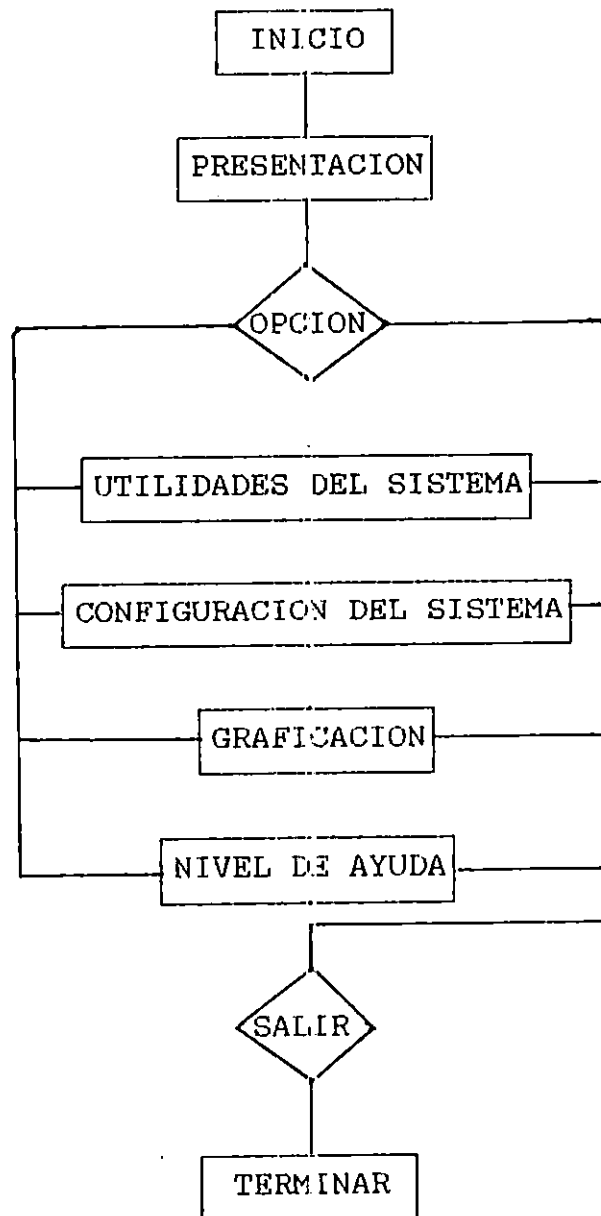 INICIO
PRESENTACION
OPCION
UTILIDADES DEL SISTEMA
CONFIGURACION DEL SISTEMA
GRAFICACION
NIVEL DE AYUDA
SALIR
TERMINAR